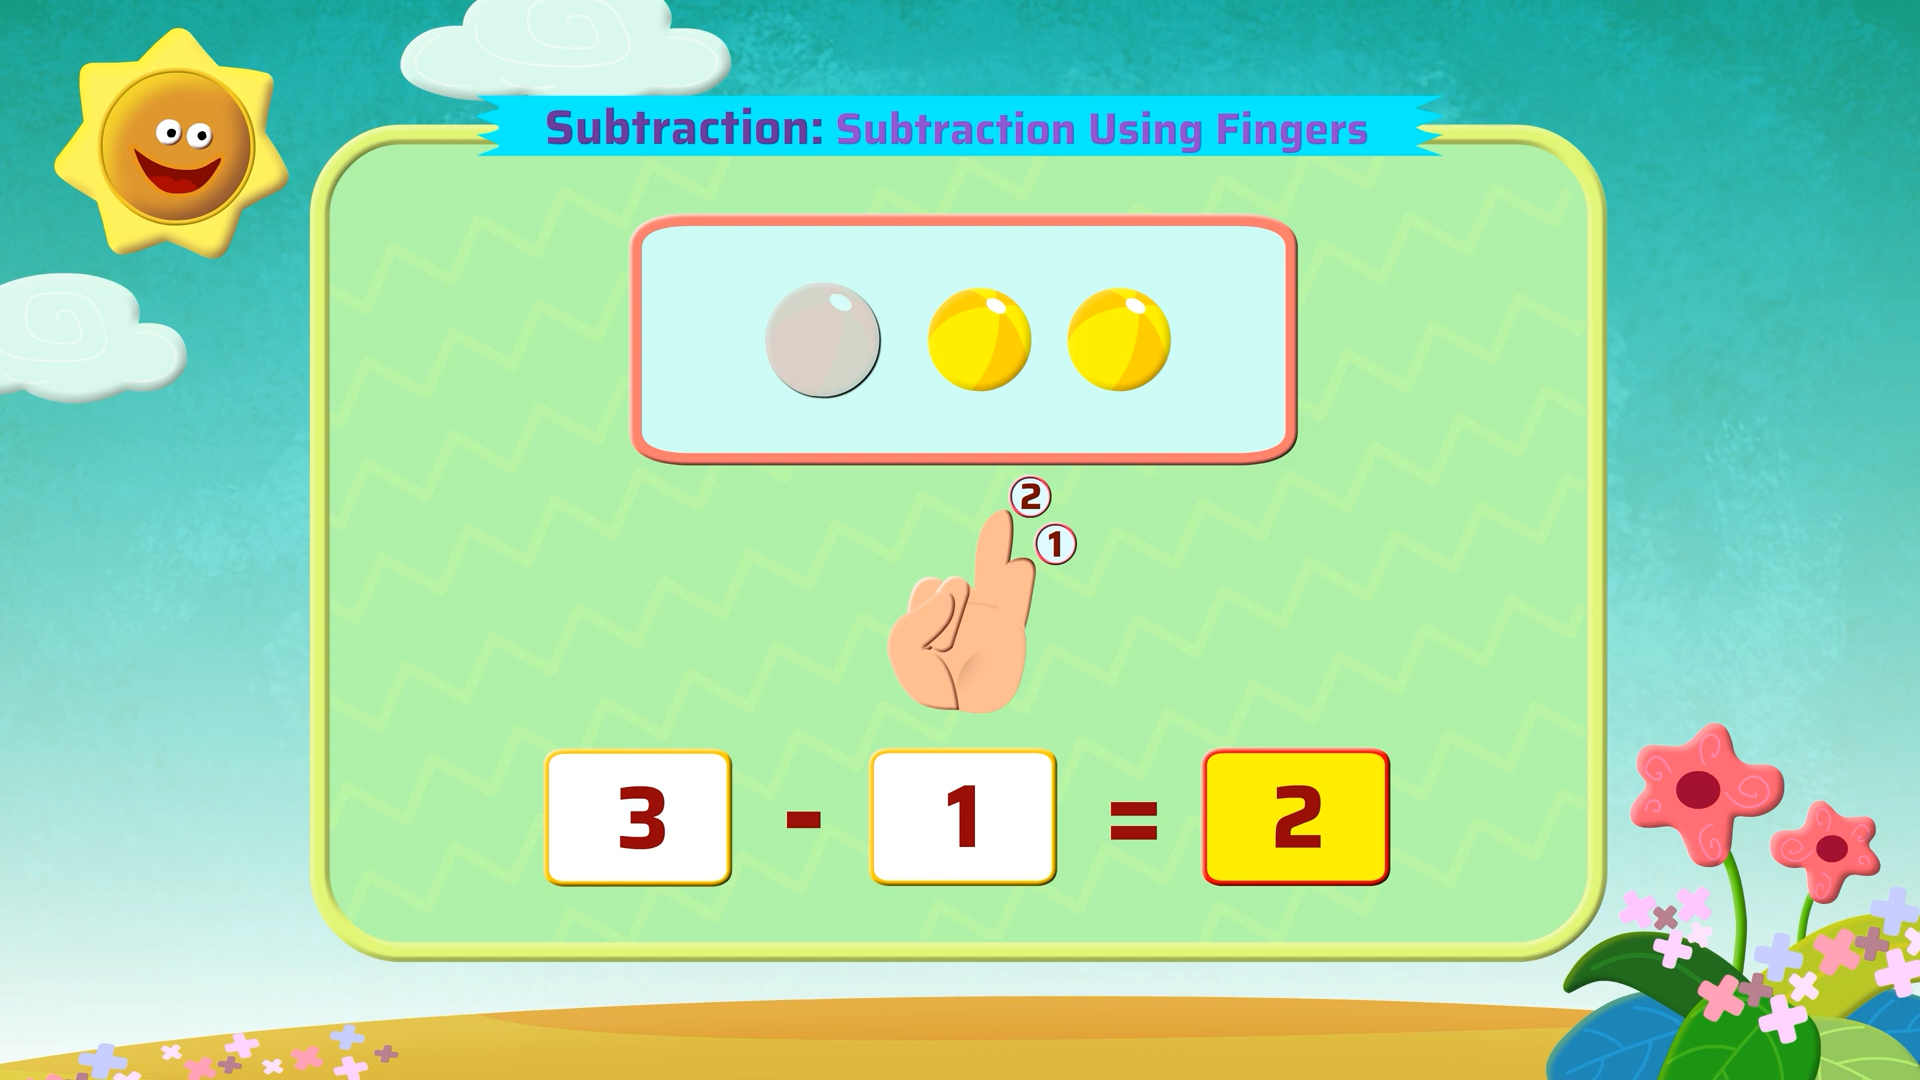 Subtraction: Subtraction Using Fingers
2
1
3 - 1 = 2